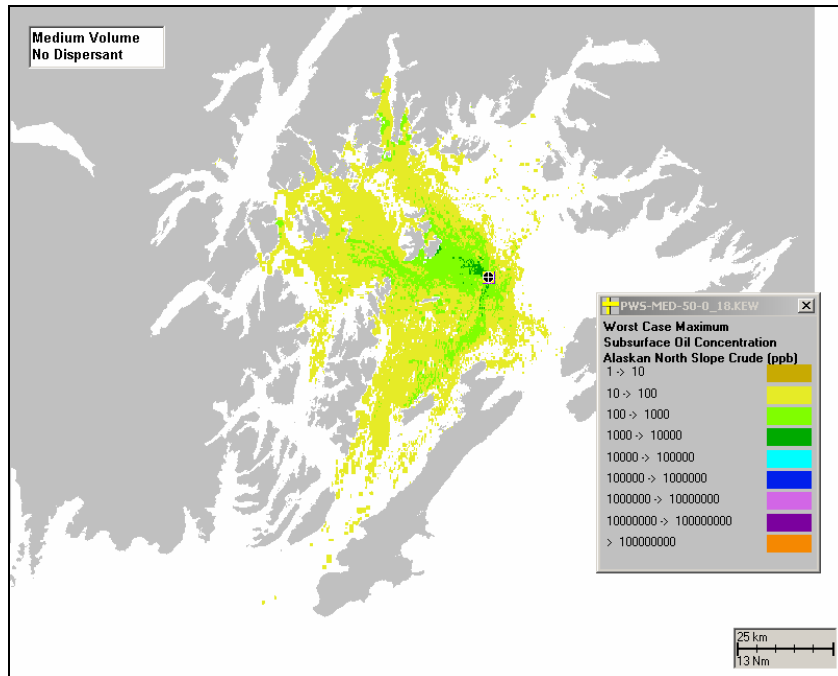 Medium Volume
No Dispersant
PWS-MED-50-0_18.KEW
Worst Case Maximum
Subsurface Oil Concentration
Alaskan North Slope Crude (ppb)
1 -> 10
10 -> 100
100 -> 1000
1000 -> 10000
10000 -> 100000
100000 -> 1000000
1000000 -> 10000000
10000000 -> 100000000
> 100000000
25 km
13 Nm